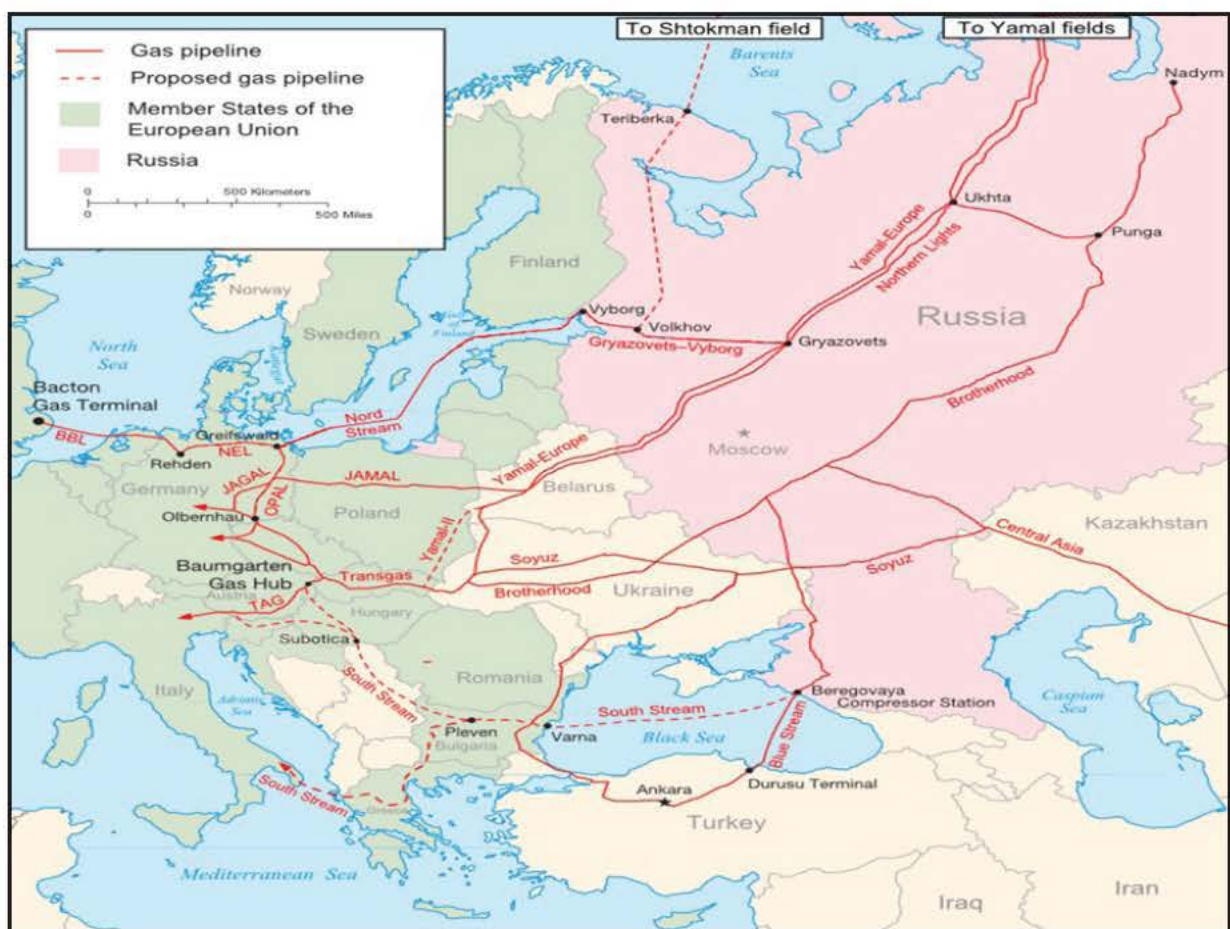 To Shtokman field
To Yamal fields
Gas pipeline
Proposed gas pipeline
Member States of the
European Union
Russia
0
500 Kilometers
0
500 Miles
Barents
Sea
Nadym
Teriberka
Ukhta
Punga
Yamal-Europe
Northern Lights
Finland
Norway
Sweden
Vyborg
Volkhov
Gryazovets
Gryazovets–Vyborg
Russia
North
Sea
Bacton
Gas Terminal
BBL
Greifswald
NEL
Rehden
Nord
Stream
Brotherhood
Moscow
Yamal-Europe
Belarus
JAMAL
JAGAL
OPAL
Germany
Poland
Olbernhau
Yamal-II
Kazakhstan
Central Asia
Soyuz
Soyuz
Baumgarten
Gas Hub
Transgas
Brotherhood
Ukraine
Austria
TAG
Hungary
Subotica
Romania
Italy
Adriatic
Sea
South Stream
Pleven
Bulgaria
Varna
South Stream
Black Sea
Beregovaya
Compressor Station
Blue Stream
Caspian
Sea
South Stream
Greece
Ankara
Durusu Terminal
Turkey
Mediterranean Sea
Iraq
Iran